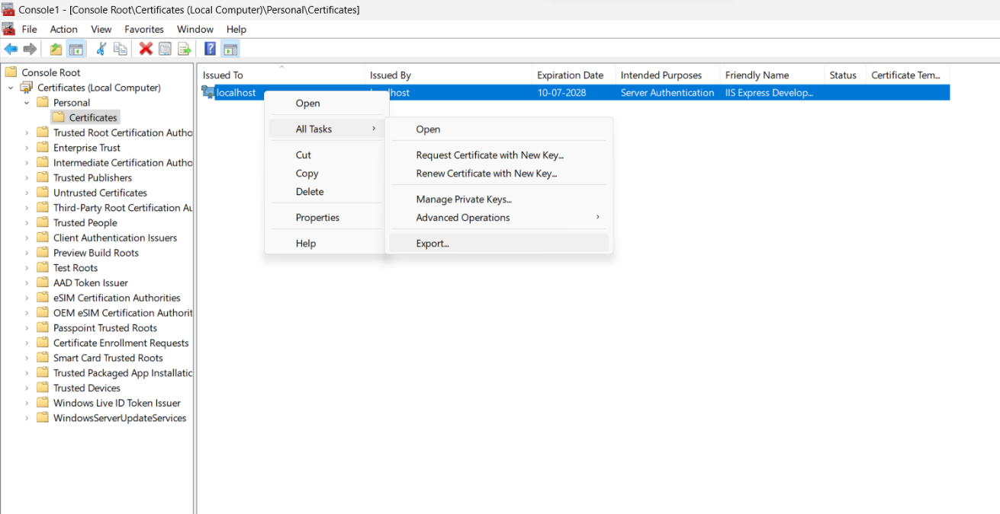 Console1 - [Console Root\Certificates (Local Computer)\Personal\Certificates]
File Action View Favorites Window Help
Console Root
Certificates (Local Computer)
Personal
Certificates
Trusted Root Certification Autho
Enterprise Trust
Intermediate Certification Autho
Trusted Publishers
Untrusted Certificates
Third-Party Root Certification Au
Trusted People
Client Authentication Issuers
Preview Build Roots
Test Roots
AAD Token Issuer
eSIM Certification Authorities
OEM eSIM Certification Authorit
Passpoint Trusted Roots
Certificate Enrollment Requests
Smart Card Trusted Roots
Trusted Packaged App Installatic
Trusted Devices
Windows Live ID Token Issuer
WindowsServerUpdateServices
Issued To Issued By Expiration Date Intended Purposes Friendly Name Status Certificate Tem...
localhost localhost 10-07-2028 Server Authentication IIS Express Develop...
Open
All Tasks
Cut
Copy
Delete
Properties
Help
Open
Request Certificate with New Key...
Renew Certificate with New Key...
Manage Private Keys...
Advanced Operations
Export...